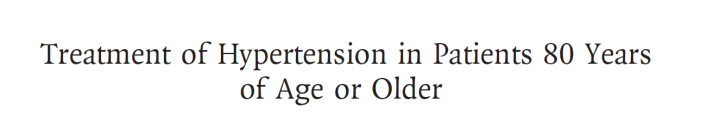 Treatment of Hypertension in Patients 80 Years
of Age or Older